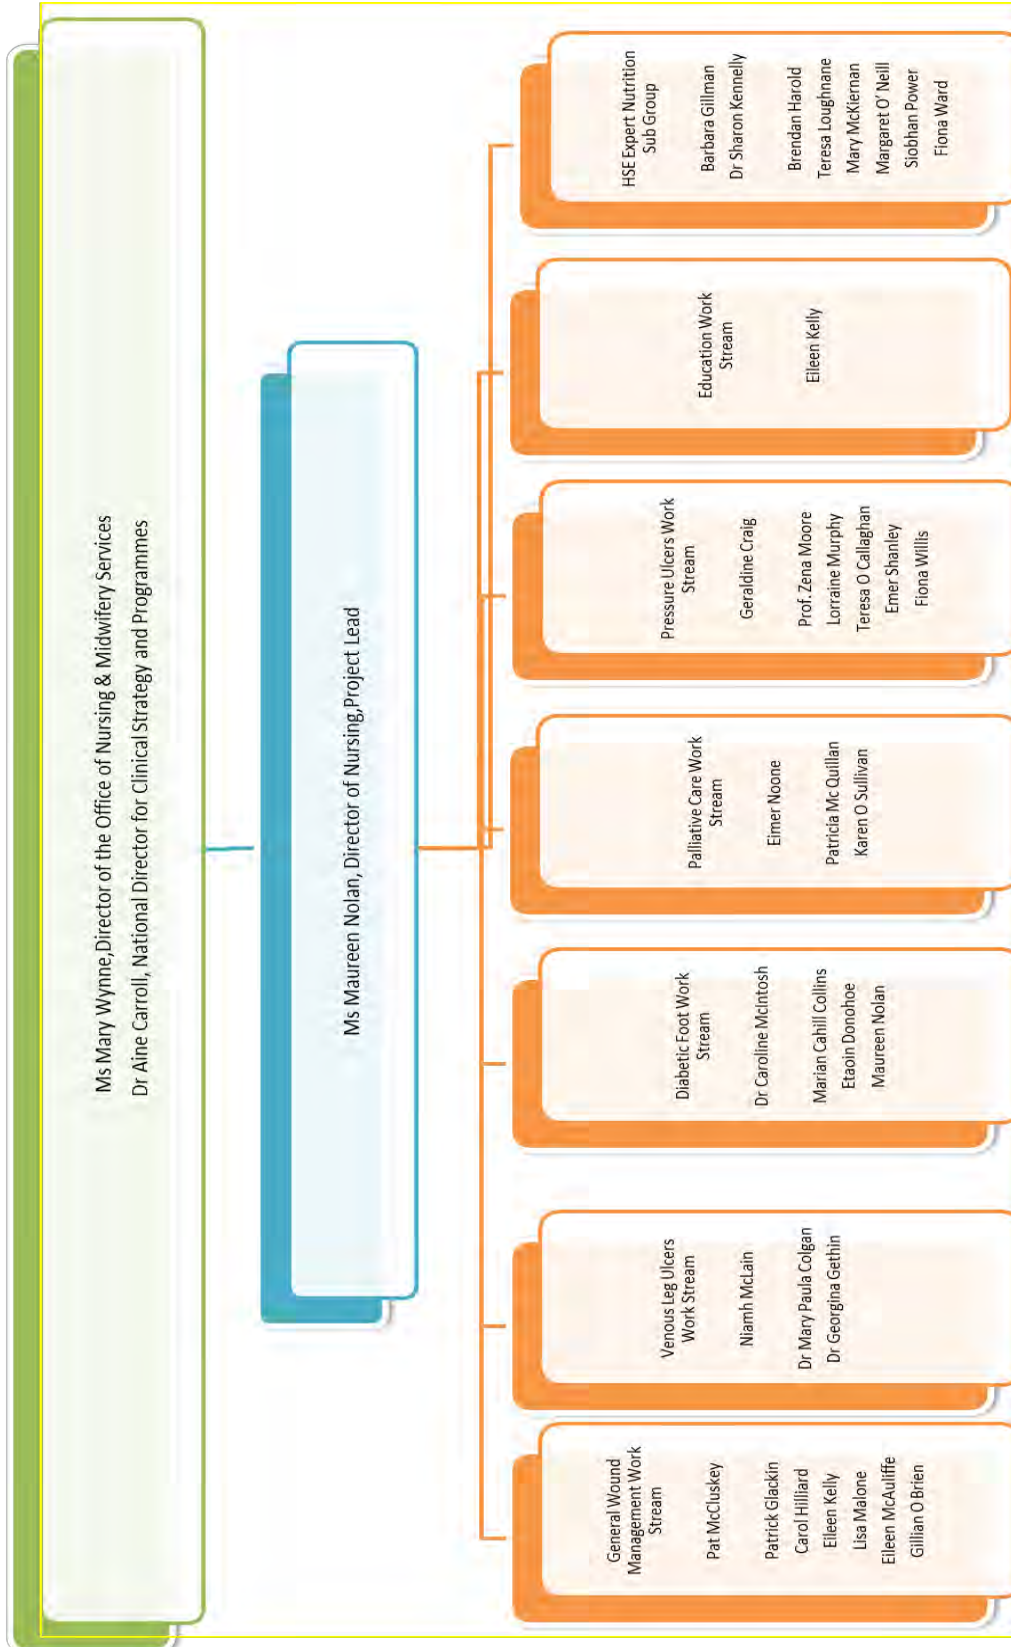 Ms Mary Wynne,Director of the Office of Nursing & Midwifery Services
Dr Aine Carroll, National Director for Clinical Strategy and Programmes
Ms Maureen Nolan, Director of Nursing,Project Lead
General Wound
Management Work
Stream
Pat McCluskey
Patrick Glackin
Carol Hilliard
Eileen Kelly
Lisa Malone
Eileen McAuliffe
Gillian O Brien
Venous Leg Ulcers
Work Stream
Niamh McLain
Dr Mary Paula Colgan
Dr Georgina Gethin
Diabetic Foot Work
Stream
Dr Caroline McIntosh
Marian Cahill Collins
Etaoin Donohoe
Maureen Nolan
Palliative Care Work
Stream
Eimer Noone
Patricia Mc Quillan
Karen O Sullivan
Pressure Ulcers Work
Stream
Geraldine Craig
Prof. Zena Moore
Lorraine Murphy
Teresa O Callaghan
Emer Shanley
Fiona Willis
Education Work
Stream
Eileen Kelly
HSE Expert Nutrition
Sub Group
Barbara Gillman
Dr Sharon Kennelly
Brendan Harold
Teresa Loughnane
Mary McKiernan
Margaret O' Neill
Siobhan Power
Fiona Ward